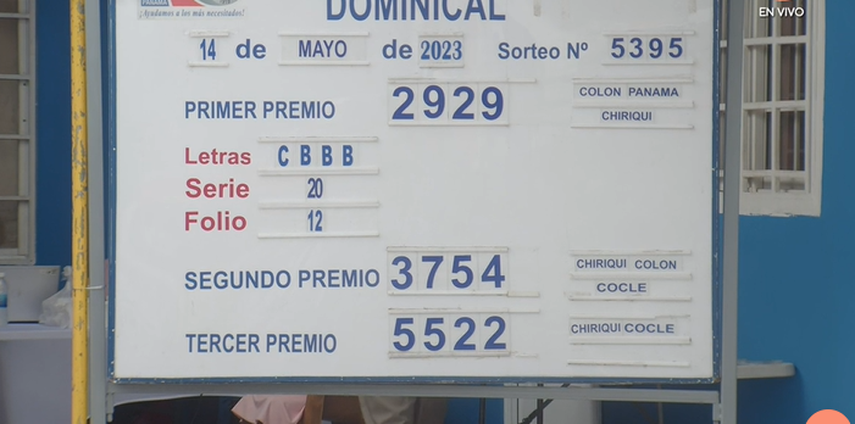 DOMINICAL
¡Ayudamos a los más necesitados!
EN VIVO
14 de MAYO de 2023 Sorteo Nº 5395
PRIMER PREMIO 2929 COLON PANAMA
CHIRIQUI
Letras C B B B
Serie 20
Folio 12
SEGUNDO PREMIO 3754 CHIRIQUI COLON
COCLE
TERCER PREMIO 5522 CHIRIQUI COCLE